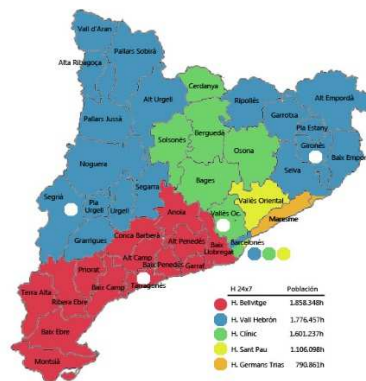 Vall d'Aran
Pallars Sobirà
Alta Ribagoça
Cerdanya
Alt Urgell
Ripollès
Alt Empordà
Garrotxa
Pallars Jussà
Berguedà
Pla Estany
Solsonès
Gironès
Osona
Baix Empordà
Noguera
Selva
Bages
Segarra
Vallès Oriental
Segrià
Pla Urgell
Urgell
Anoia
Vallès Oc.
Maresme
Conca Barberà
Garrigues
Alt Penedès
Baix Llobregat
Barcelonès
Alt Camp
Priorat
Baix Penedès
Garraf
Terra Alta
Baix Camp
Tarragonès
Ribera Ebre
Baix Ebre
Montsià
H 24x7 Población
H. Bellvitge 1.858.348h
H. Vall Hebrón 1.776.457h
H. Clínic 1.601.237h
H. Sant Pau 1.106.098h
H. Germans Trias 790.861h